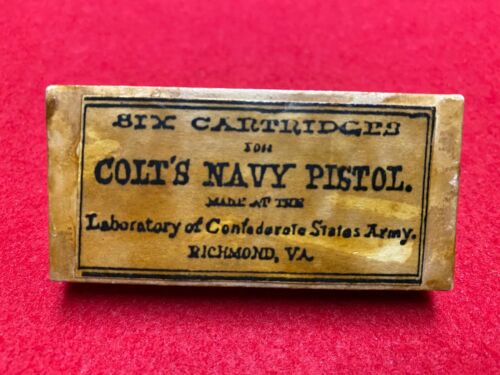 SIX CARTRIDGES
FOR
COLT'S NAVY PISTOL.
MADE AT THE
Laboratory of Confederate States Army.
RICHMOND, VA.